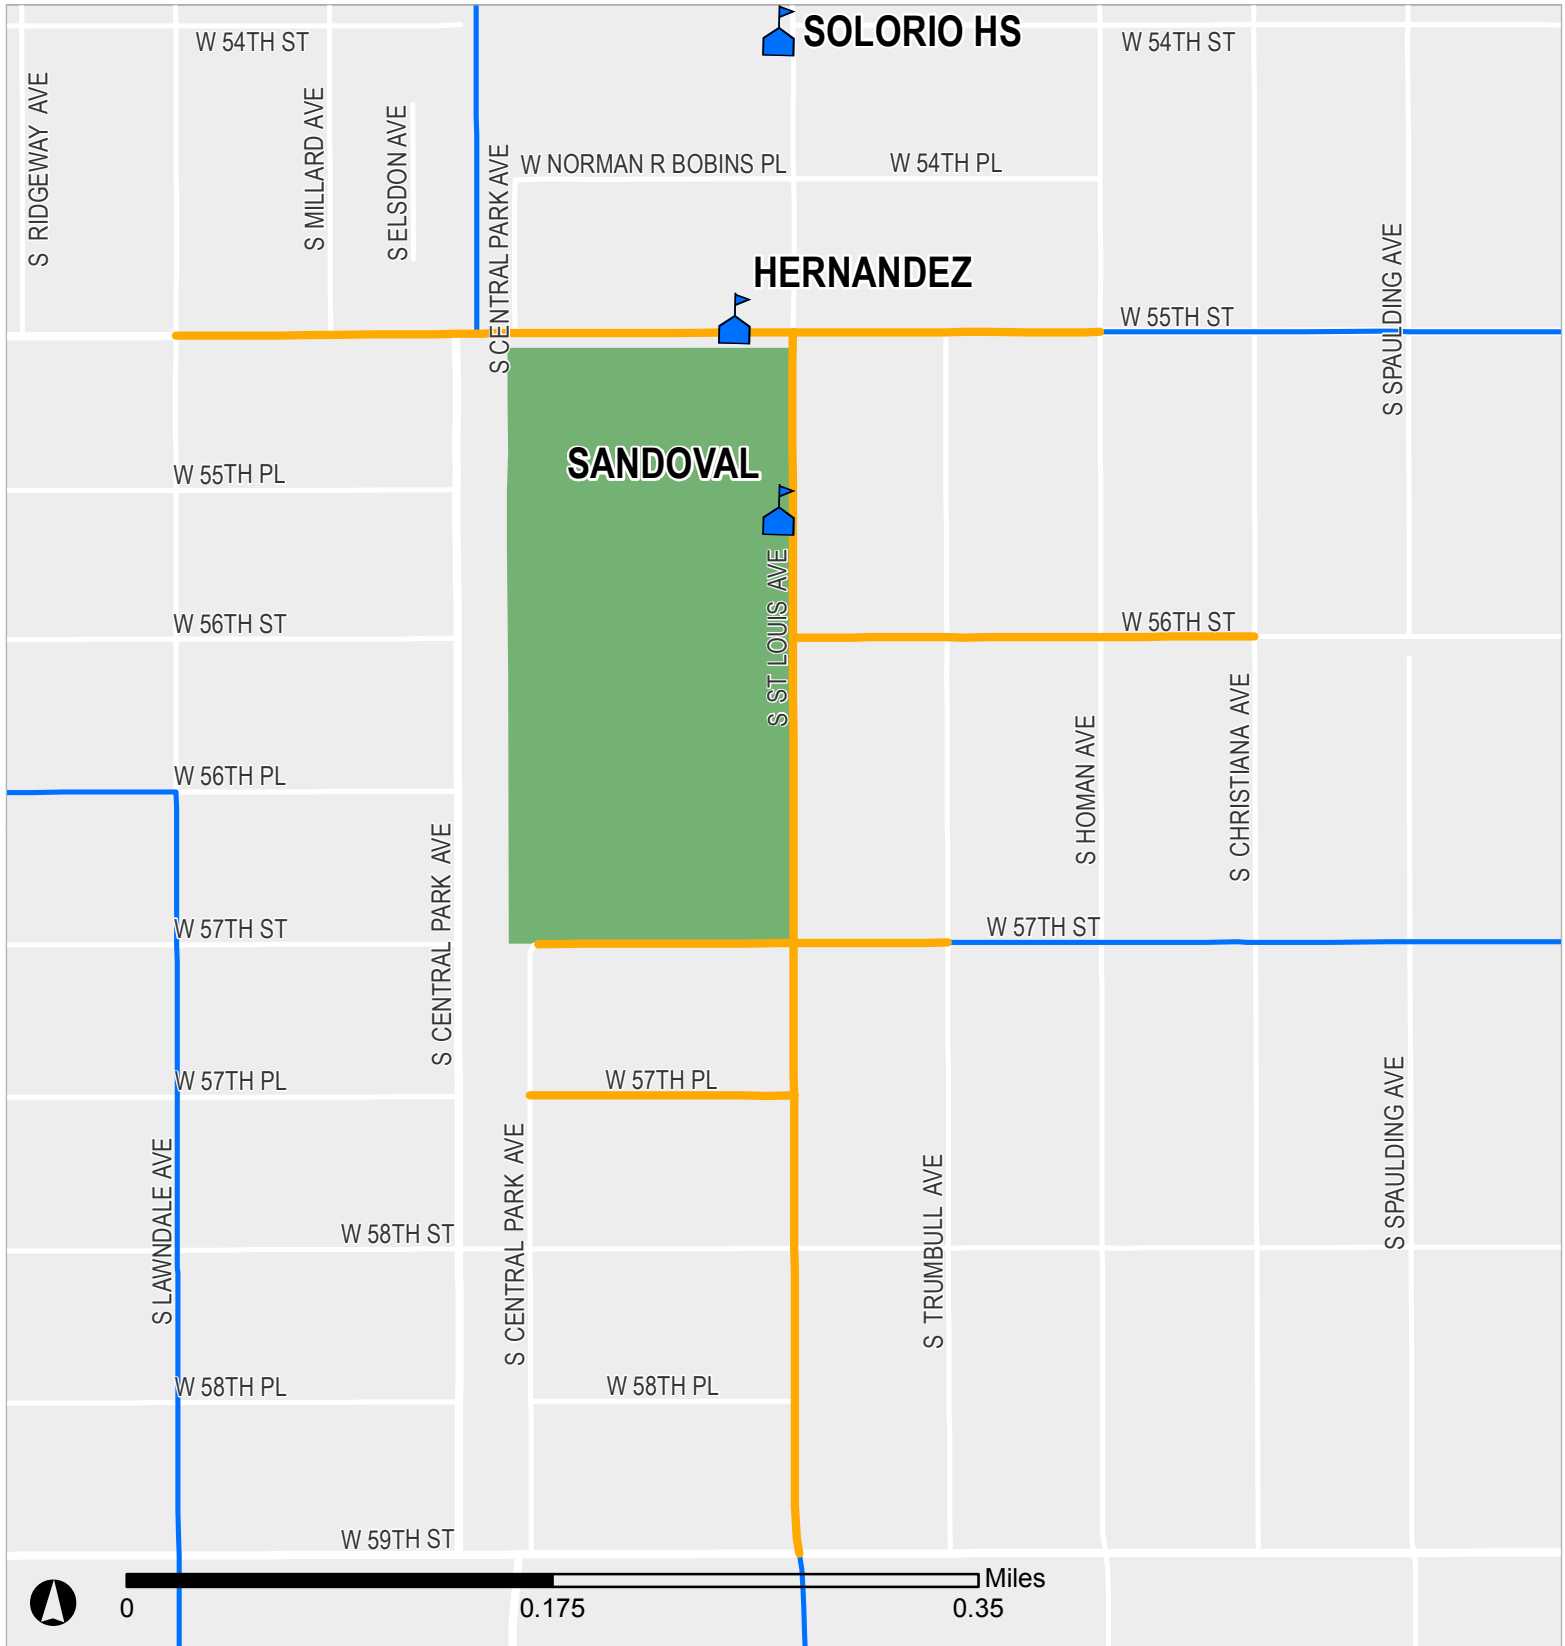 SOLORIO HS
W 54TH ST
W 54TH ST
S RIDGEWAY AVE
S MILLARD AVE
S ELSDON AVE
S CENTRAL PARK AVE
W NORMAN R BOBINS PL
W 54TH PL
HERNANDEZ
S SPAULDING AVE
W 55TH ST
SANDOVAL
W 55TH PL
S ST LOUIS AVE
W 56TH ST
W 56TH ST
S HOMAN AVE
S CHRISTIANA AVE
W 56TH PL
S CENTRAL PARK AVE
W 57TH ST
W 57TH ST
W 57TH PL
W 57TH PL
S SPAULDING AVE
S LAWNDALE AVE
S CENTRAL PARK AVE
S TRUMBULL AVE
W 58TH ST
W 58TH PL
W 58TH PL
W 59TH ST
Miles
0
0.175
0.35